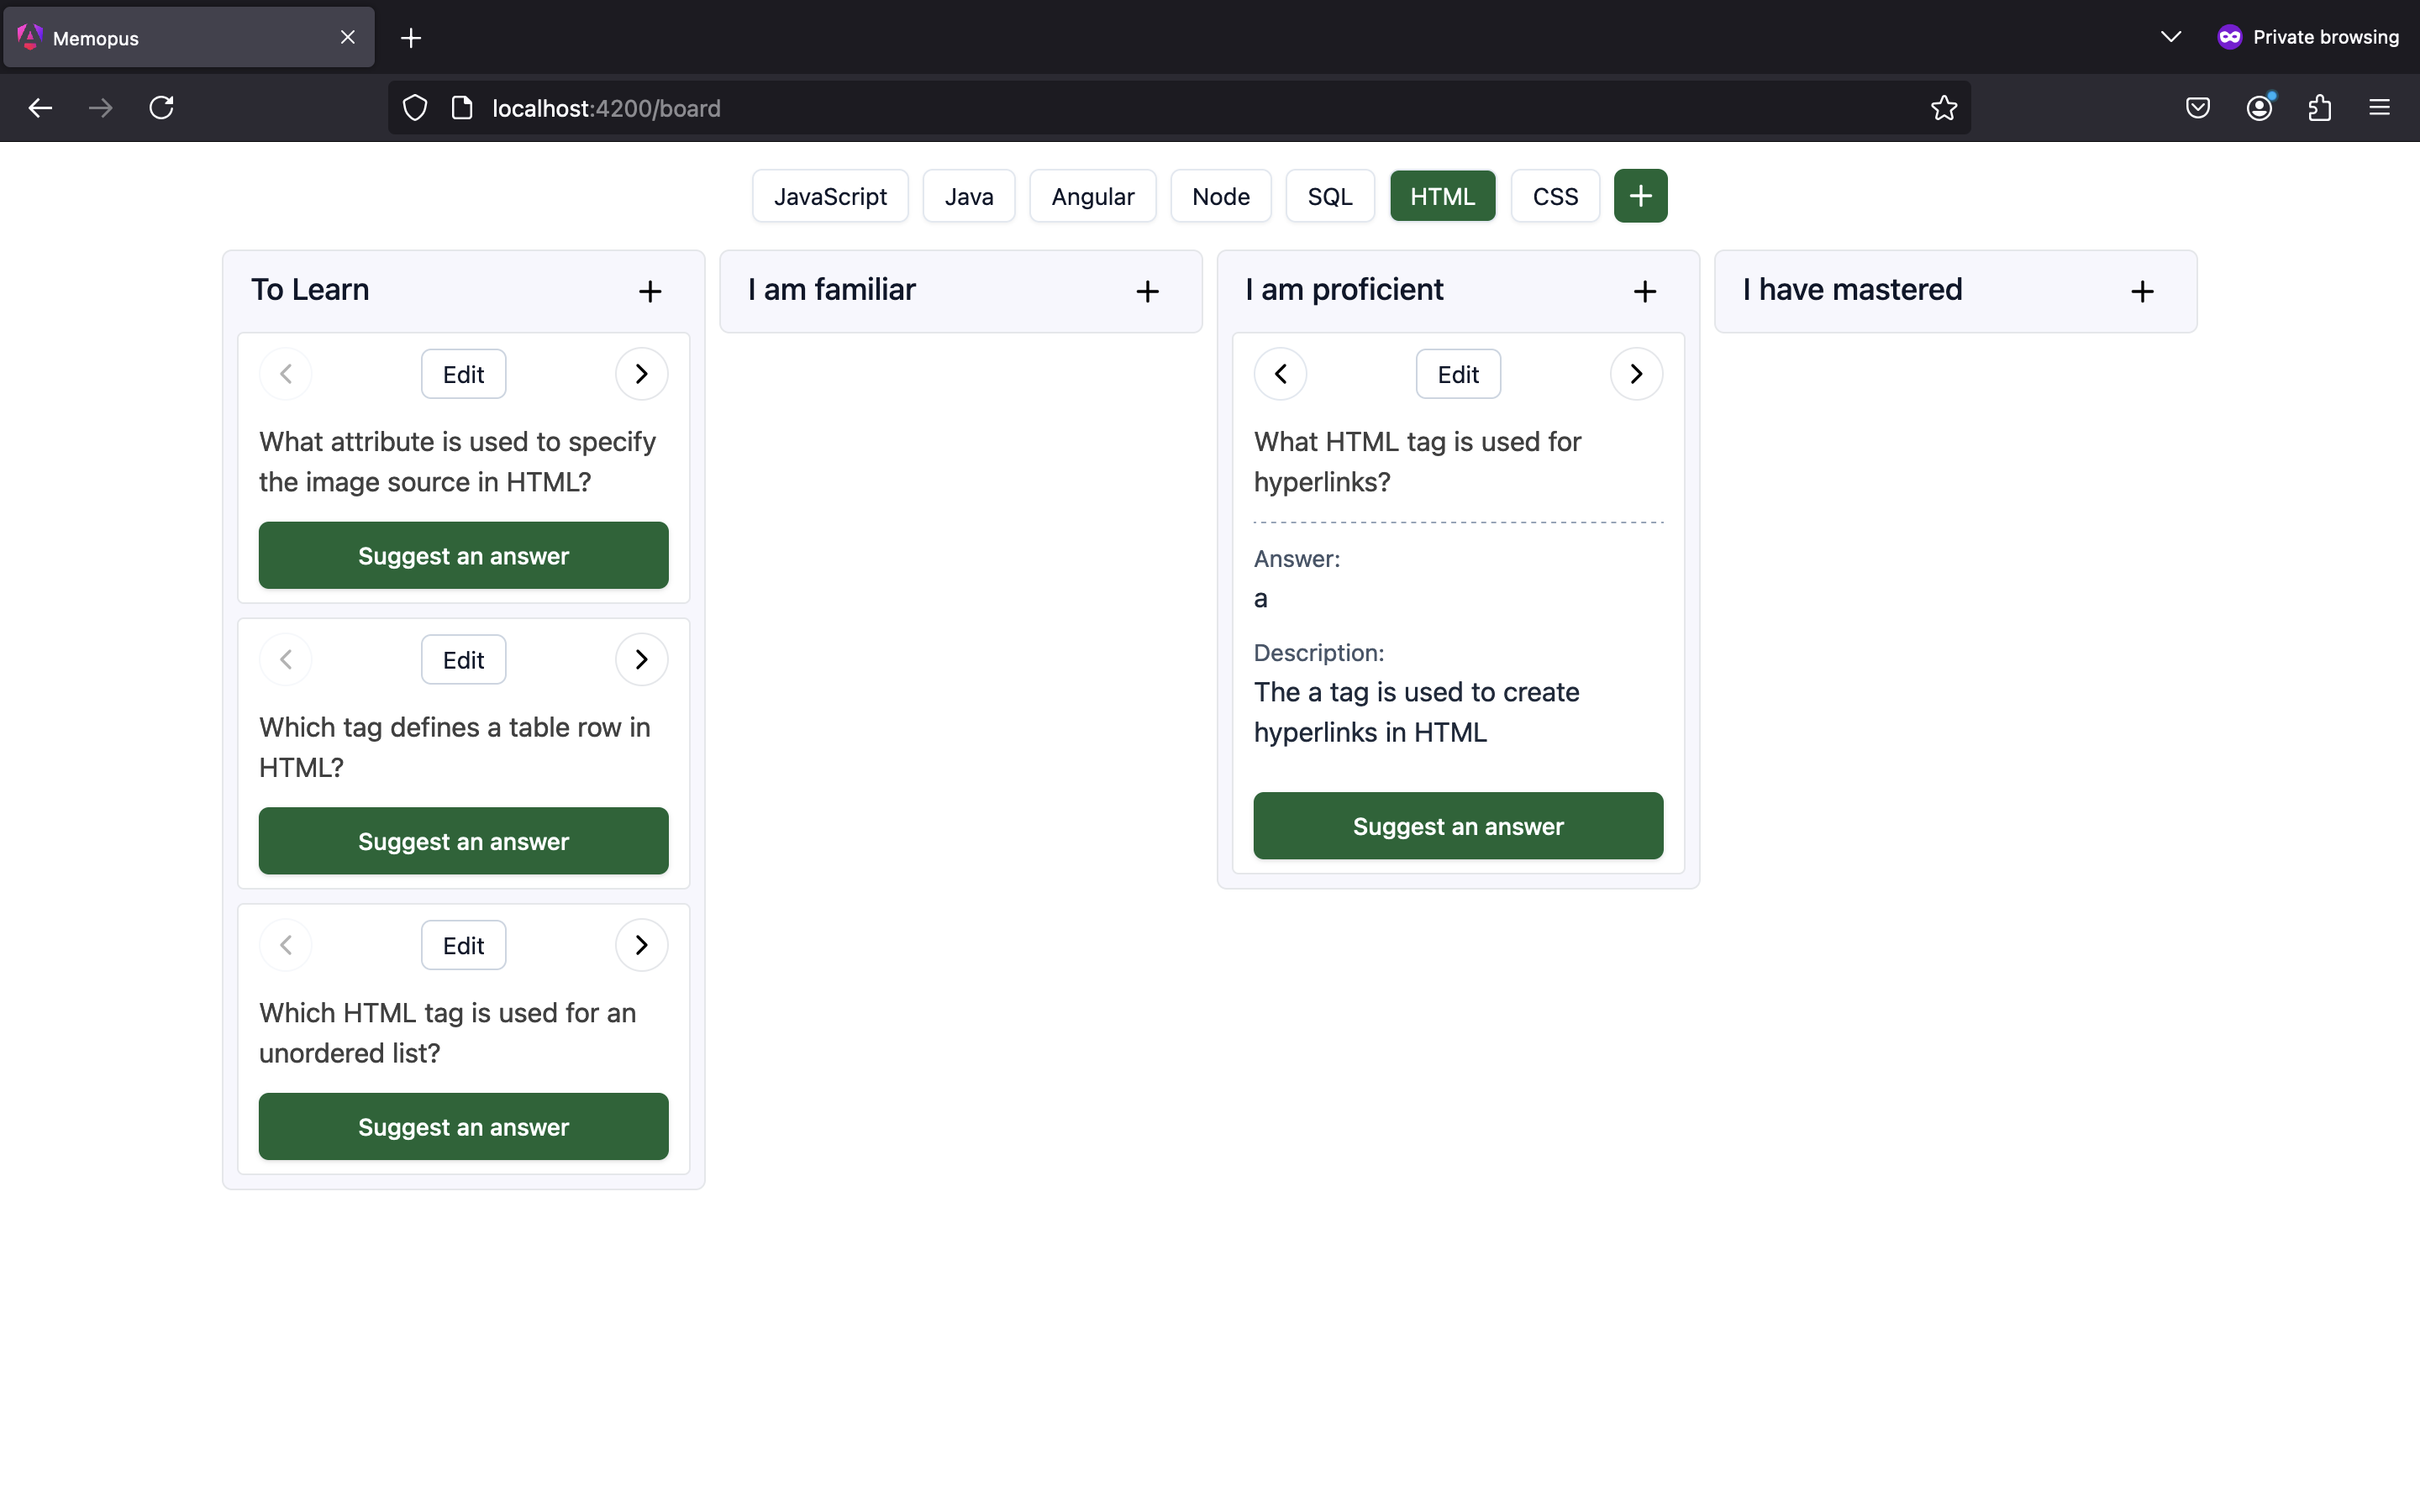 Memopus
Private browsing
localhost:4200/board
JavaScript
Java
Angular
Node
SQL
HTML
CSS
To Learn
Edit
What attribute is used to specify
the image source in HTML?
Suggest an answer
Edit
Which tag defines a table row in
HTML?
Suggest an answer
Edit
Which HTML tag is used for an
unordered list?
Suggest an answer
I am familiar
I am proficient
Edit
What HTML tag is used for
hyperlinks?
Answer:
a
Description:
The a tag is used to create
hyperlinks in HTML
Suggest an answer
I have mastered